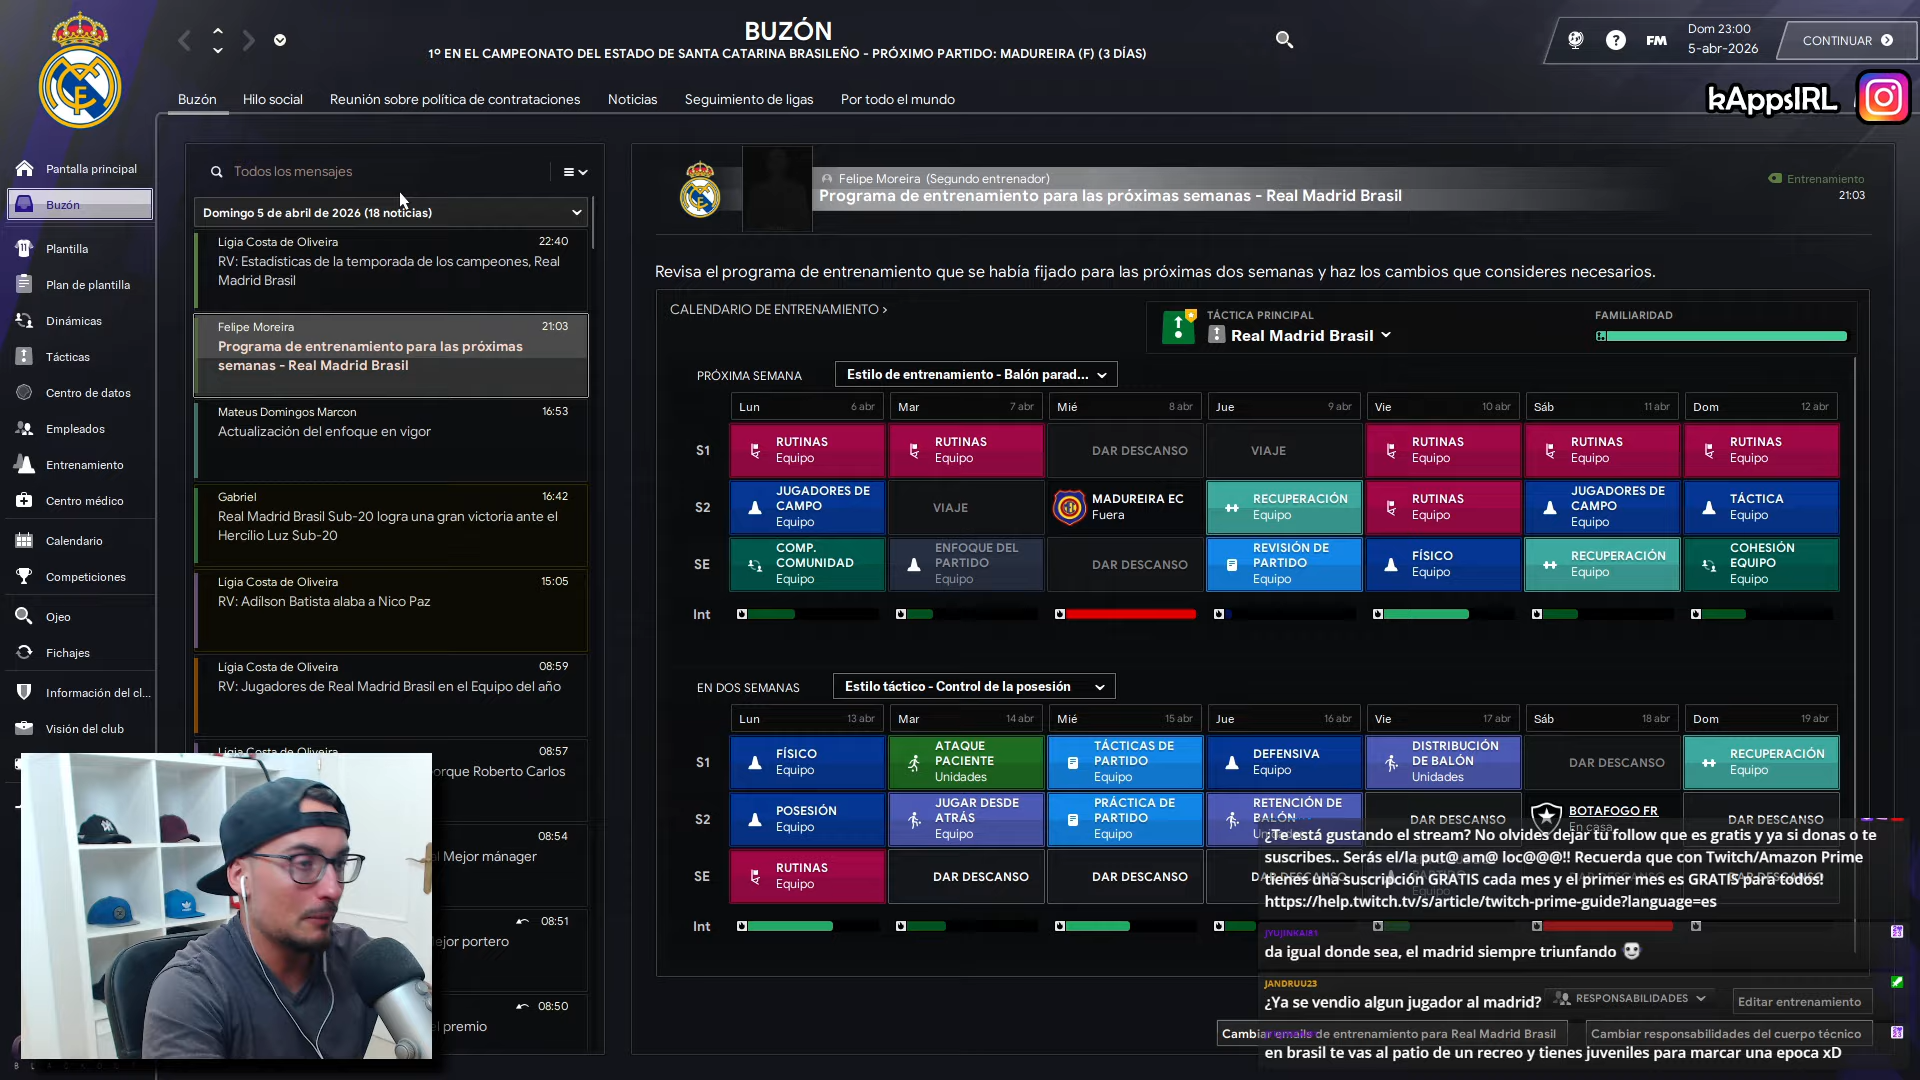 BUZÓN
1º EN EL CAMPEONATO DEL ESTADO DE SANTA CATARINA BRASILEÑO - PRÓXIMO PARTIDO: MADUREIRA (F) (3 DÍAS)
FM
Dom 23:00
5-abr-2026
CONTINUAR
Buzón
Hilo social
Reunión sobre política de contrataciones
Noticias
Seguimiento de ligas
Por todo el mundo
kAppsIRL
Pantalla principal
Buzón
Plantilla
Plan de plantilla
Dinámicas
Tácticas
Centro de datos
Empleados
Entrenamiento
Centro médico
Calendario
Competiciones
Ojeo
Fichajes
Información del cl...
Visión del club
Todos los mensajes
Domingo 5 de abril de 2026 (18 noticias)
Ligia Costa de Oliveira 22:40
RV: Estadísticas de la temporada de los campeones, Real
Madrid Brasil
Felipe Moreira 21:03
Programa de entrenamiento para las próximas
semanas - Real Madrid Brasil
Mateus Domingos Marcon 16:53
Actualización del enfoque en vigor
Gabriel 16:42
Real Madrid Brasil Sub-20 logra una gran victoria ante el
Hercílio Luz Sub-20
Ligia Costa de Oliveira 15:05
RV: Adílson Batista alaba a Nico Paz
Ligia Costa de Oliveira 08:59
RV: Jugadores de Real Madrid Brasil en el Equipo del año
Ligia Costa de Oliveira 08:57
orque Roberto Carlos
08:54
l Mejor mánager
08:51
ejor portero
08:50
el premio
Felipe Moreira (Segundo entrenador)
Programa de entrenamiento para las próximas semanas - Real Madrid Brasil
Entrenamiento
21:03
Revisa el programa de entrenamiento que se había fijado para las próximas dos semanas y haz los cambios que consideres necesarios.
CALENDARIO DE ENTRENAMIENTO >
TÁCTICA PRINCIPAL
Real Madrid Brasil
FAMILIARIDAD
PRÓXIMA SEMANA
Estilo de entrenamiento - Balón parad...
Lun 6 abr Mar 7 abr Mié 8 abr Jue 9 abr Vie 10 abr Sáb 11 abr Dom 12 abr
S1
RUTINAS Equipo
RUTINAS Equipo
DAR DESCANSO
VIAJE
RUTINAS Equipo
RUTINAS Equipo
RUTINAS Equipo
S2
JUGADORES DE CAMPO Equipo
VIAJE
MADUREIRA EC Fuera
RECUPERACIÓN Equipo
RUTINAS Equipo
JUGADORES DE CAMPO Equipo
TÁCTICA Equipo
SE
COMP. COMUNIDAD Equipo
ENFOQUE DEL PARTIDO Equipo
DAR DESCANSO
REVISIÓN DE PARTIDO Equipo
FÍSICO Equipo
RECUPERACIÓN Equipo
COHESIÓN EQUIPO Equipo
Int
EN DOS SEMANAS
Estilo táctico - Control de la posesión
Lun 13 abr Mar 14 abr Mié 15 abr Jue 16 abr Vie 17 abr Sáb 18 abr Dom 19 abr
S1
FÍSICO Equipo
ATAQUE PACIENTE Unidades
TÁCTICAS DE PARTIDO Equipo
DEFENSIVA Equipo
DISTRIBUCIÓN DE BALÓN Unidades
DAR DESCANSO
RECUPERACIÓN Equipo
S2
POSESIÓN Equipo
JUGAR DESDE ATRÁS Equipo
PRÁCTICA DE PARTIDO Equipo
RETENCIÓN DE BALÓN
DAR DESCANSO
BOTAFOGO FR En casa
DAR DESCANSO
SE
RUTINAS Equipo
DAR DESCANSO
DAR DESCANSO
Int
¿Te está gustando el stream? No olvides dejar tu follow que es gratis y ya si donas o te
suscribes.. Serás el/la put@ am@ loc@@@!! Recuerda que con Twitch/Amazon Prime
tienes una suscripción GRATIS cada mes y el primer mes es GRATIS para todos!
https://help.twitch.tv/s/article/twitch-prime-guide?language=es
da igual donde sea, el madrid siempre triunfando
JANDRUU23
¿Ya se vendio algun jugador al madrid?
RESPONSABILIDADES
Editar entrenamiento
Cambiar emails de entrenamiento para Real Madrid Brasil
Cambiar responsabilidades del cuerpo técnico
en brasil te vas al patio de un recreo y tienes juveniles para marcar una epoca xD